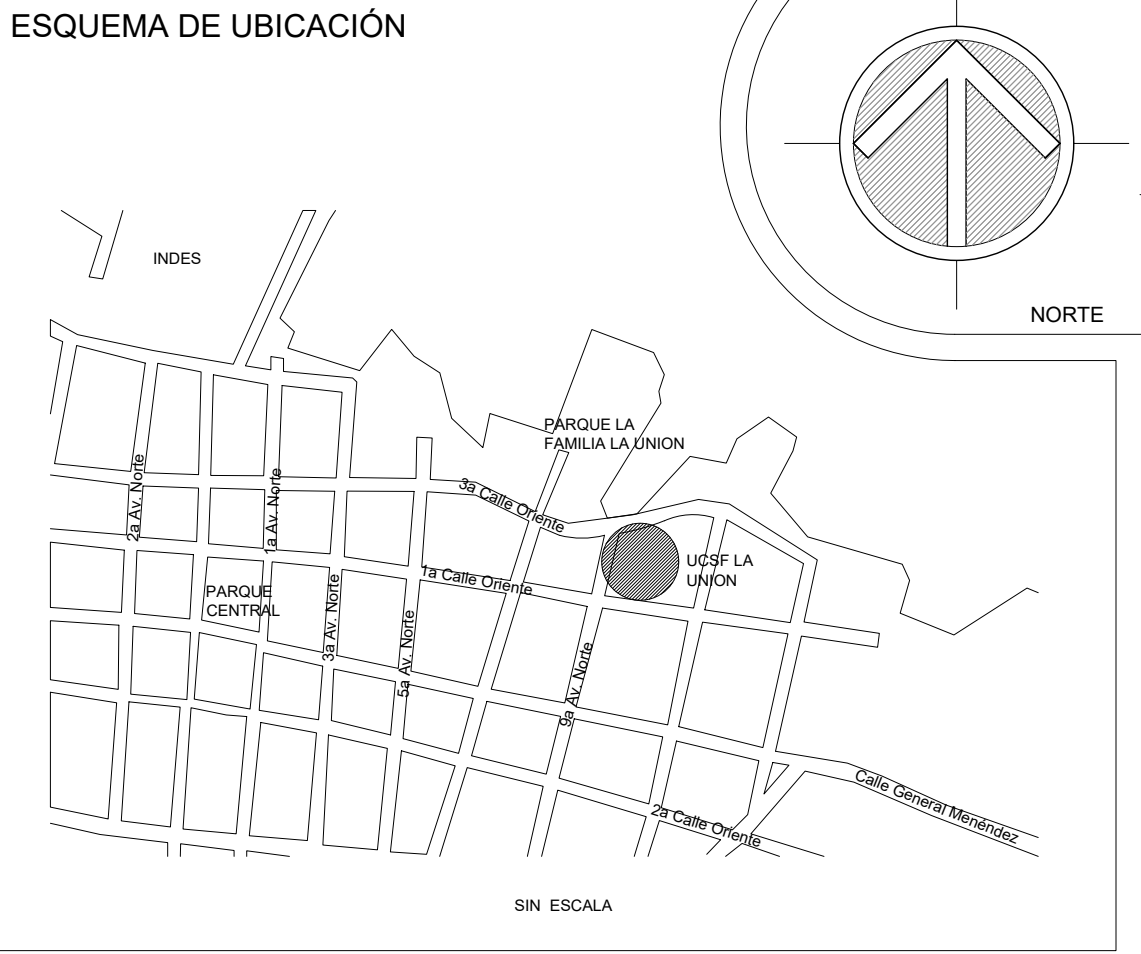 ESQUEMA DE UBICACIÓN
NORTE
INDES
PARQUE LA
FAMILIA LA UNION
3a Calle Oriente
2a Av. Norte
1a Av. Norte
UCSF LA
UNION
1a Calle Oriente
PARQUE
CENTRAL
3a Av. Norte
5a Av. Norte
9a Av. Norte
Calle General Menéndez
2a Calle Oriente
SIN ESCALA